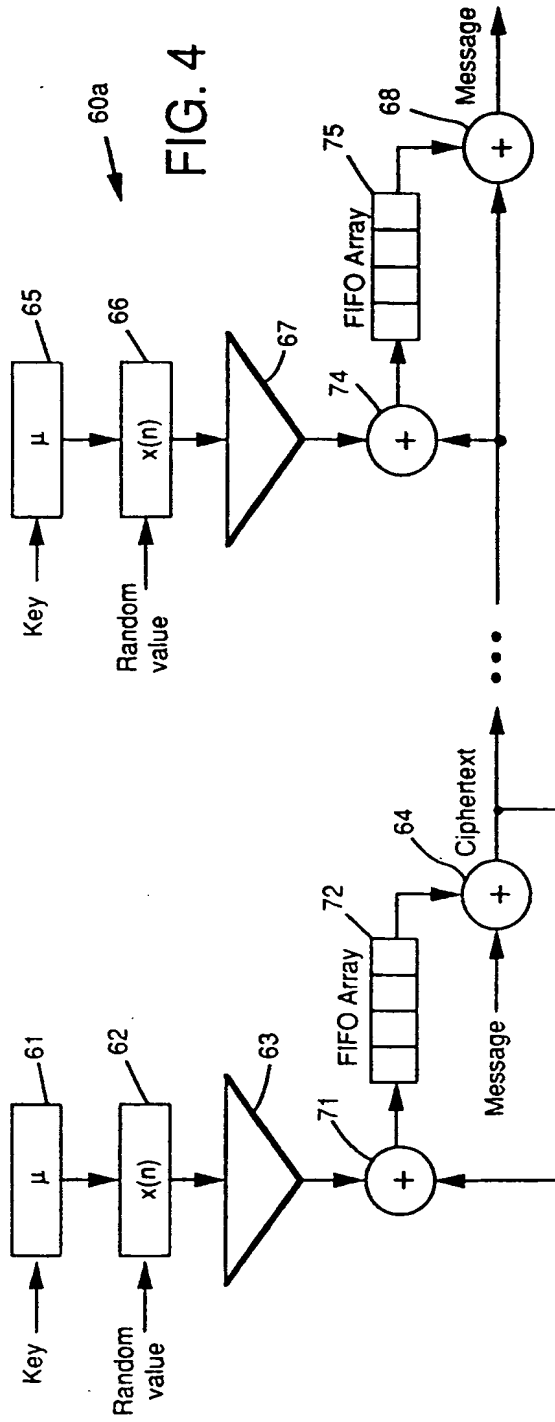 60a
FIG. 4
65
Key
μ
66
Random
value
x(n)
67
74
+
FIFO Array
75
68
+
Message
61
Key
μ
62
Random
value
x(n)
63
71
+
FIFO Array
72
Message
64
+
Ciphertext